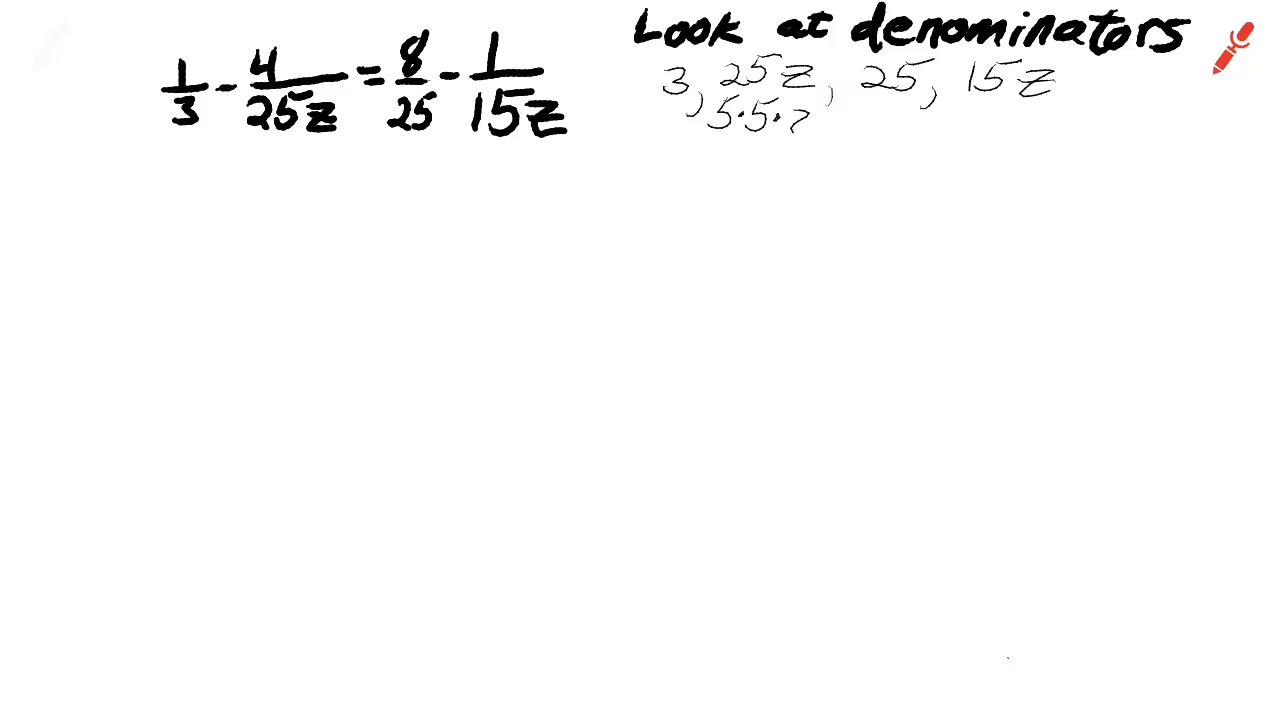 1/3 - 4/25z = 8/25 - 1/15z
Look at denominators
3, 25z, 25, 15z
5·5·